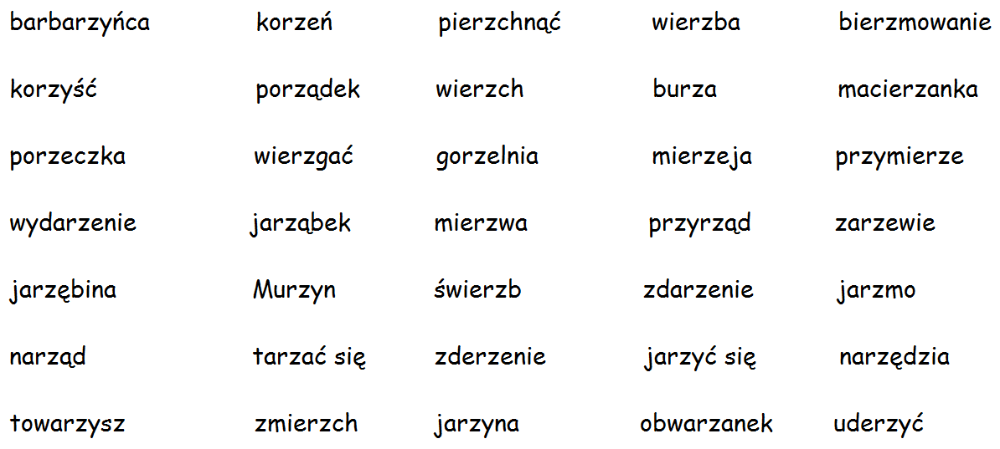 barbarzyńca korzeń pierzchnąć wierzba bierzmowanie
korzyść porządek wierzch burza macierzanka
porzeczka wierzgać gorzelnia mierzeja przymierze
wydarzenie jarząbek mierzwa przyrząd zarzewie
jarzębina Murzyn świerzb zdarzenie jarzmo
narząd tarzać się zderzenie jarzyć się narzędzia
towarzysz zmierzch jarzyna obwarzanek uderzyć